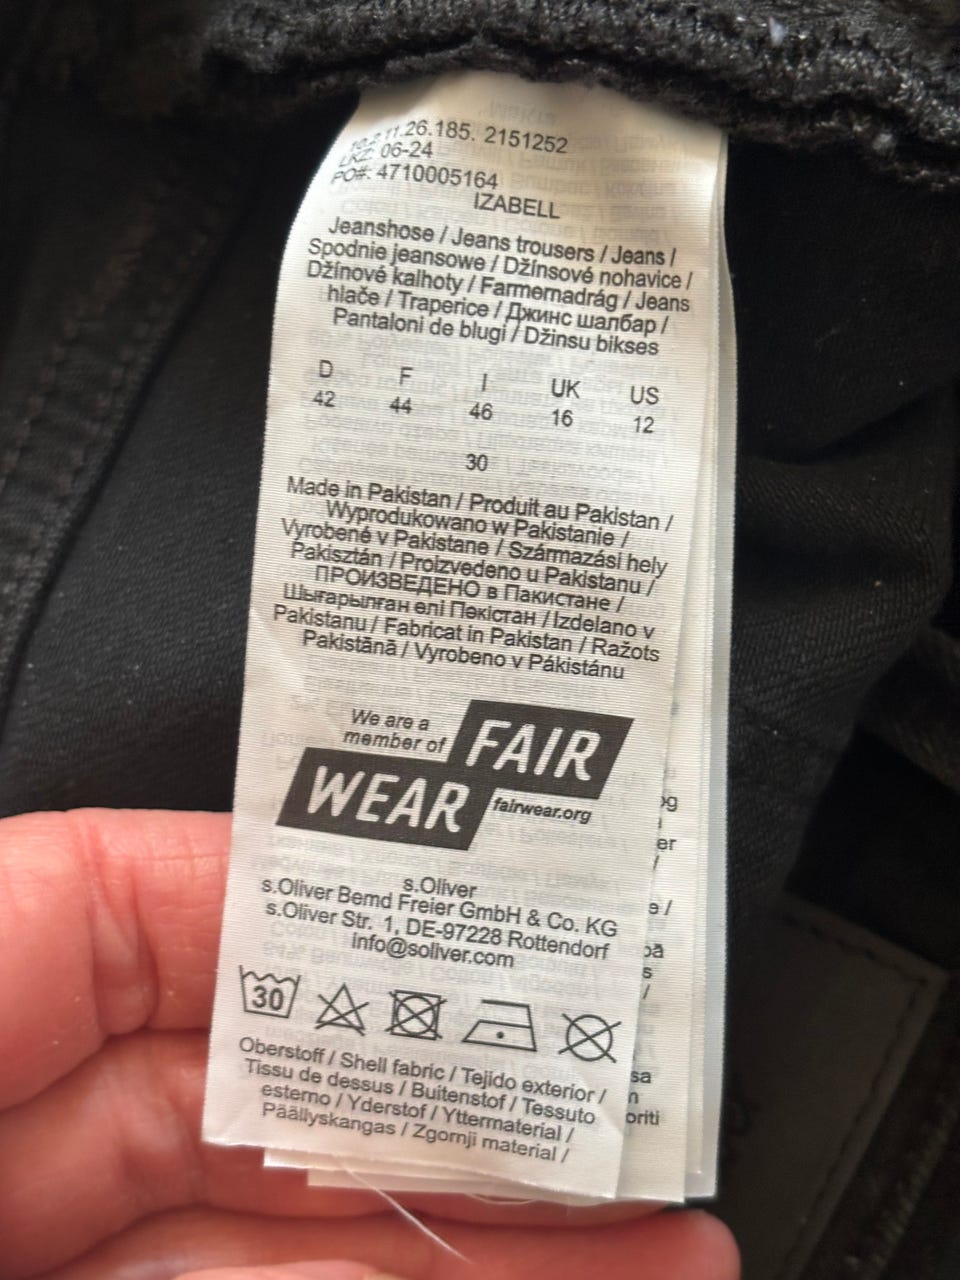 10.2.11.26.185. 2151252
LKZ: 06-24
PO#: 4710005164
IZABELL
Jeanshose / Jeans trousers / Jeans /
Spodnie jeansowe / Džínsové nohavice /
Džínové kalhoty / Farmernadrág / Jeans
hlače / Traperice / Джинс шалбар /
Pantaloni de blugi / Džinsu bikses
D F I UK US
42 44 46 16 12
30
Made in Pakistan / Produit au Pakistan /
Wyprodukowano w Pakistanie /
Vyrobené v Pakistane / Származási hely
Pakisztán / Proizvedeno u Pakistanu /
ПРОИЗВЕДЕНО в Пакистане /
Шығарылған елі Пәкістан / Izdelano v
Pakistanu / Fabricat in Pakistan / Ražots
Pakistānā / Vyrobeno v Pákistánu
We are a
member of
FAIR
WEAR
fairwear.org
s.Oliver
s.Oliver Bernd Freier GmbH & Co. KG
s.Oliver Str. 1, DE-97228 Rottendorf
info@soliver.com
30
Oberstoff / Shell fabric / Tejido exterior /
Tissu de dessus / Buitenstof / Tessuto
esterno / Yderstof / Yttermaterial /
Päällyskangas / Zgornji material /